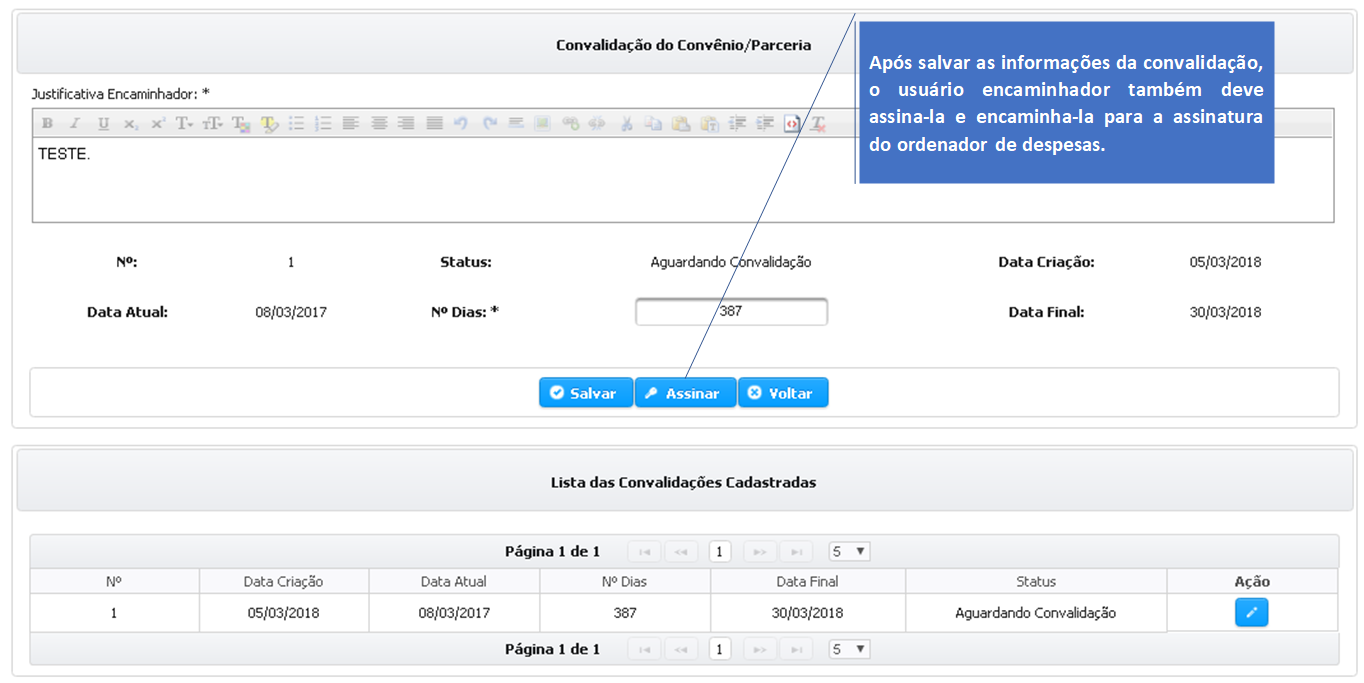 Convalidação do Convênio/Parceria
Após salvar as informações da convalidação,
o usuário encaminhador também deve
assina-la e encaminha-la para a assinatura
do ordenador de despesas.
Justificativa Encaminhador: *
TESTE.
Nº: 1 Status: Aguardando Convalidação Data Criação: 05/03/2018
Data Atual: 08/03/2017 Nº Dias: * 387 Data Final: 30/03/2018
Salvar Assinar Voltar
Lista das Convalidações Cadastradas
Página 1 de 1 1 5
Nº Data Criação Data Atual Nº Dias Data Final Status Ação
1 05/03/2018 08/03/2017 387 30/03/2018 Aguardando Convalidação
Página 1 de 1 1 5